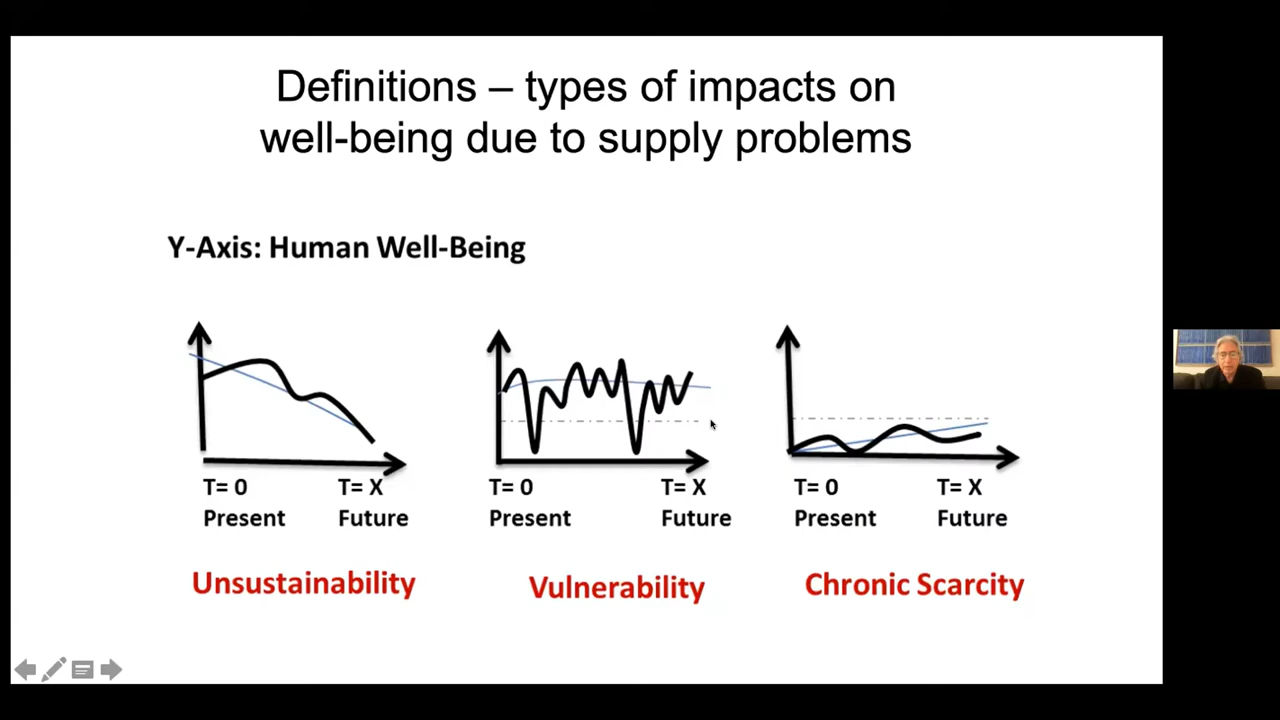 Definitions – types of impacts on
well-being due to supply problems
Y-Axis: Human Well-Being
T= 0
Present
T= X
Future
T= 0
Present
T= X
Future
T= 0
Present
T= X
Future
Unsustainability
Vulnerability
Chronic Scarcity